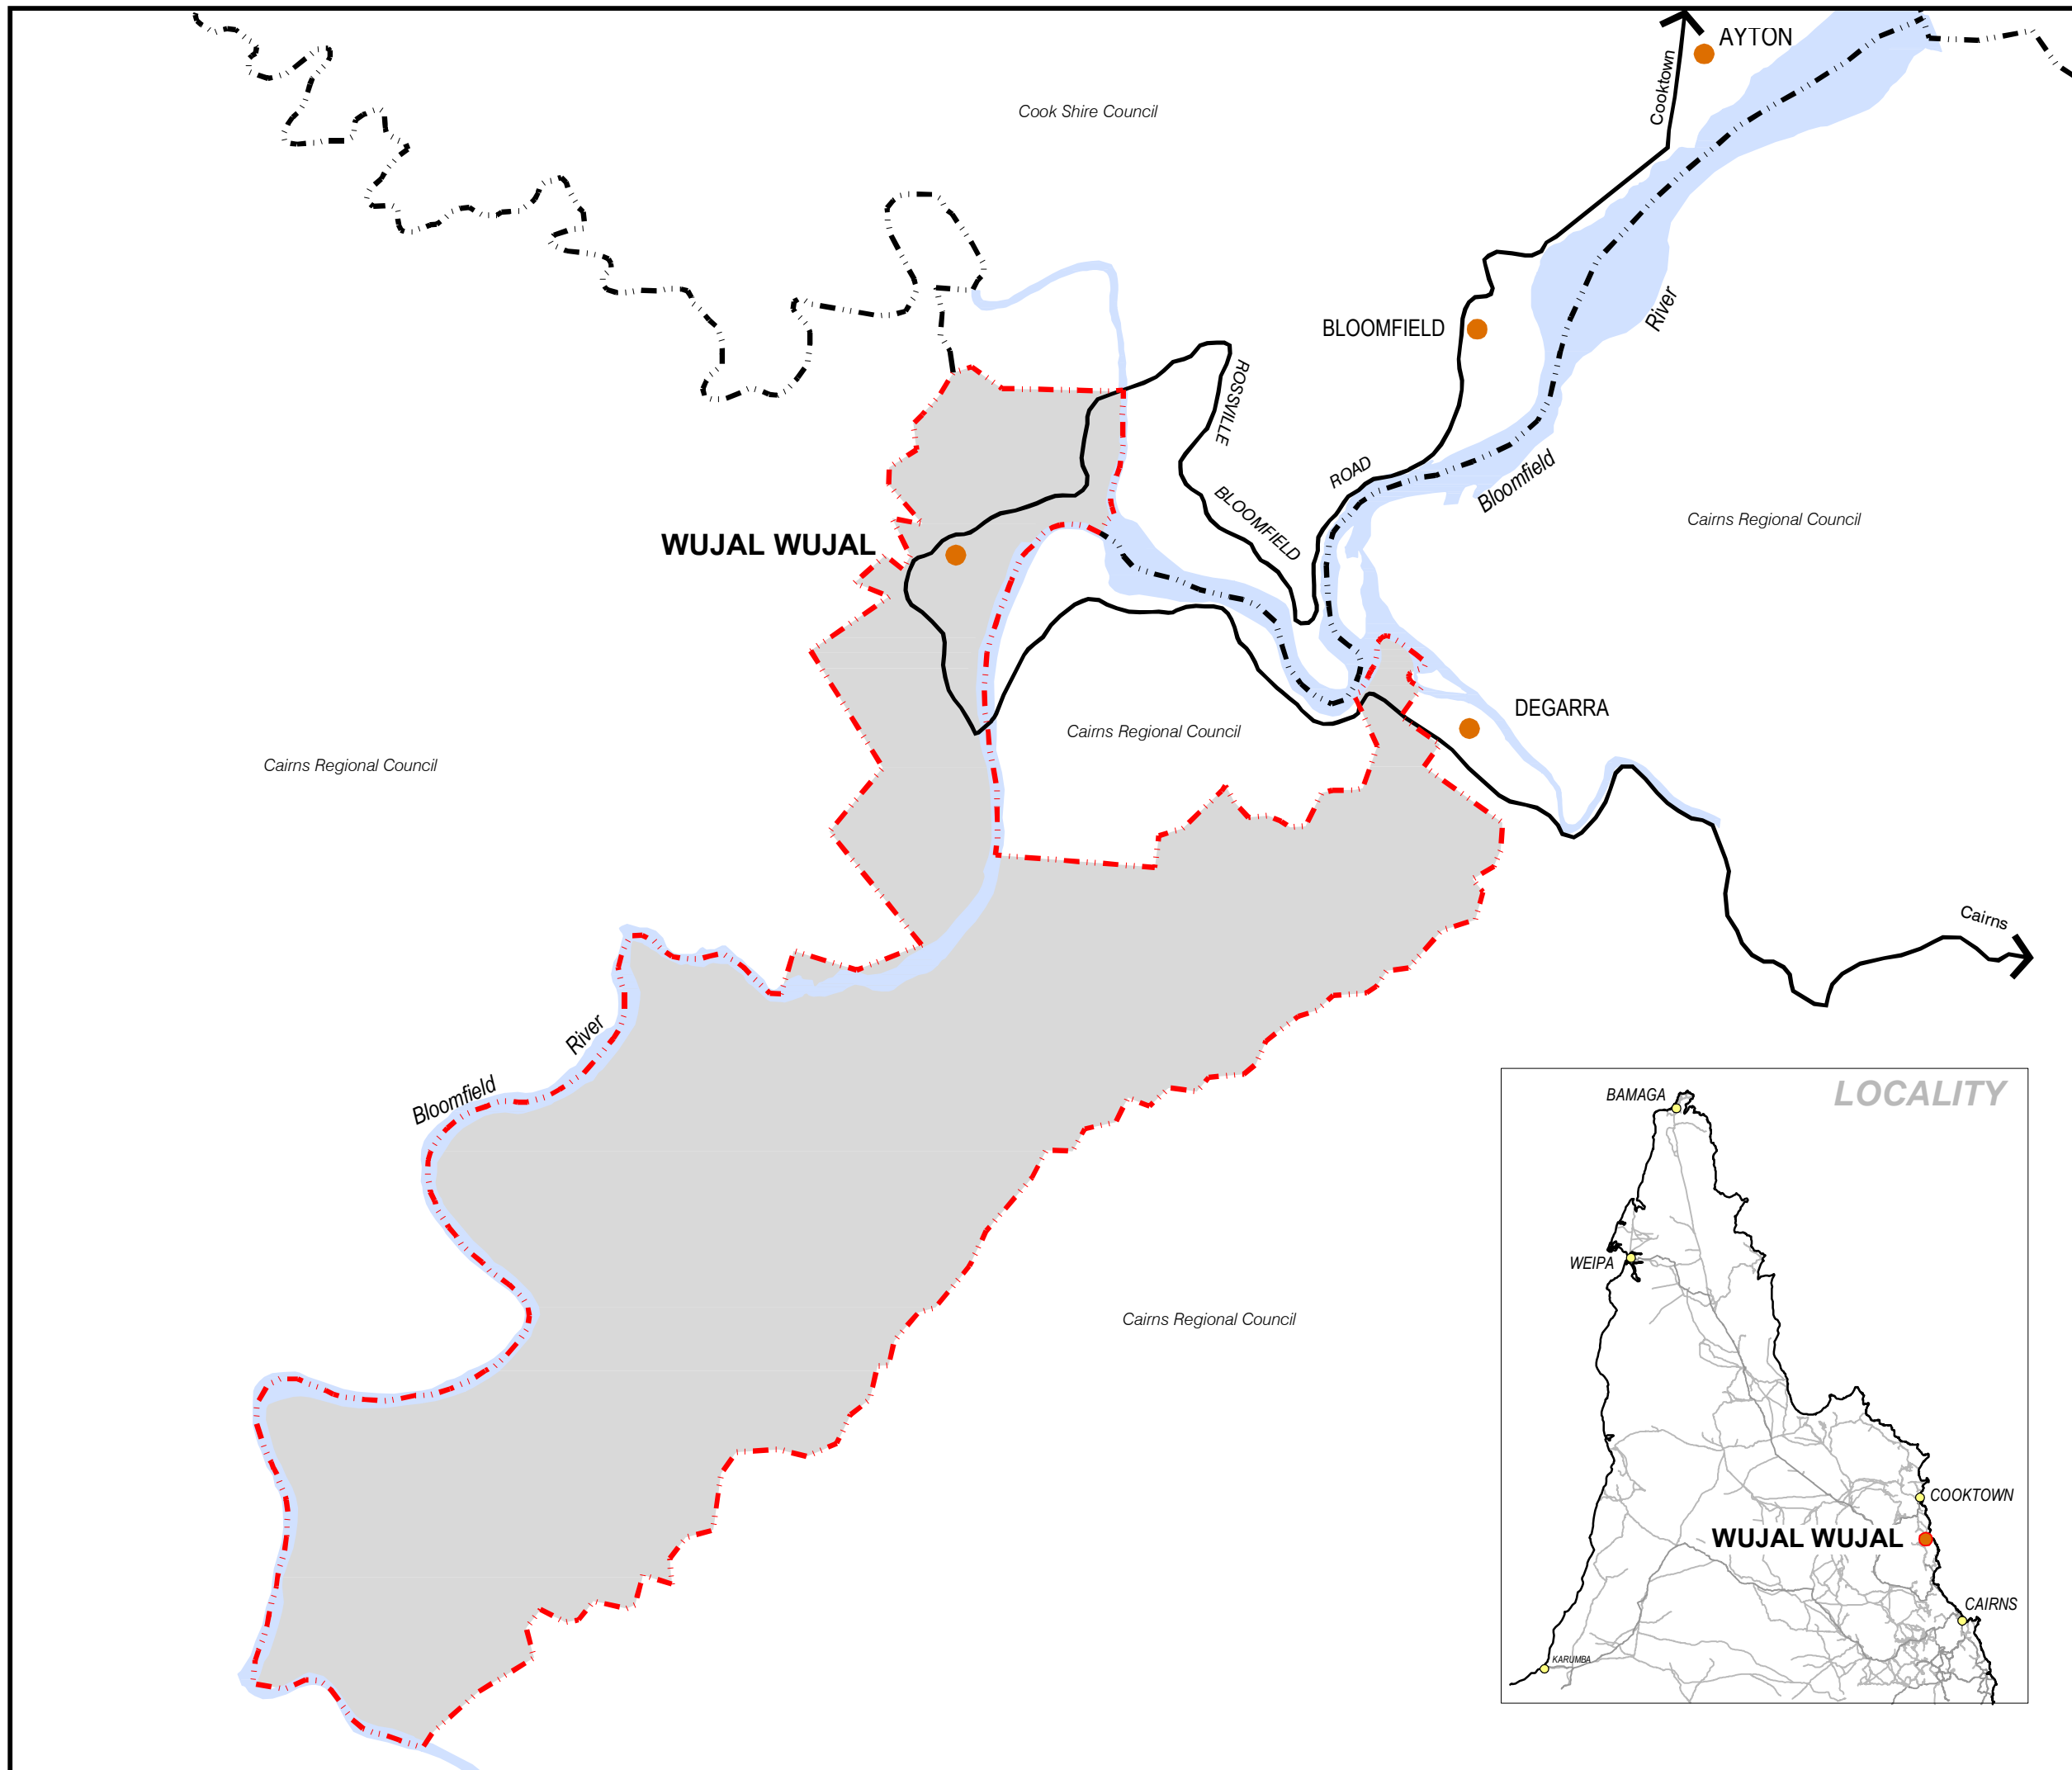 AYTON
Cooktown
Cook Shire Council
River
BLOOMFIELD
ROSSVILLE
ROAD
Bloomfield
BLOOMFIELD
Cairns Regional Council
WUJAL WUJAL
DEGARRA
Cairns Regional Council
Cairns Regional Council
Cairns
River
Bloomfield
Cairns Regional Council
LOCALITY
BAMAGA
WEIPA
COOKTOWN
WUJAL WUJAL
CAIRNS
KARUMBA